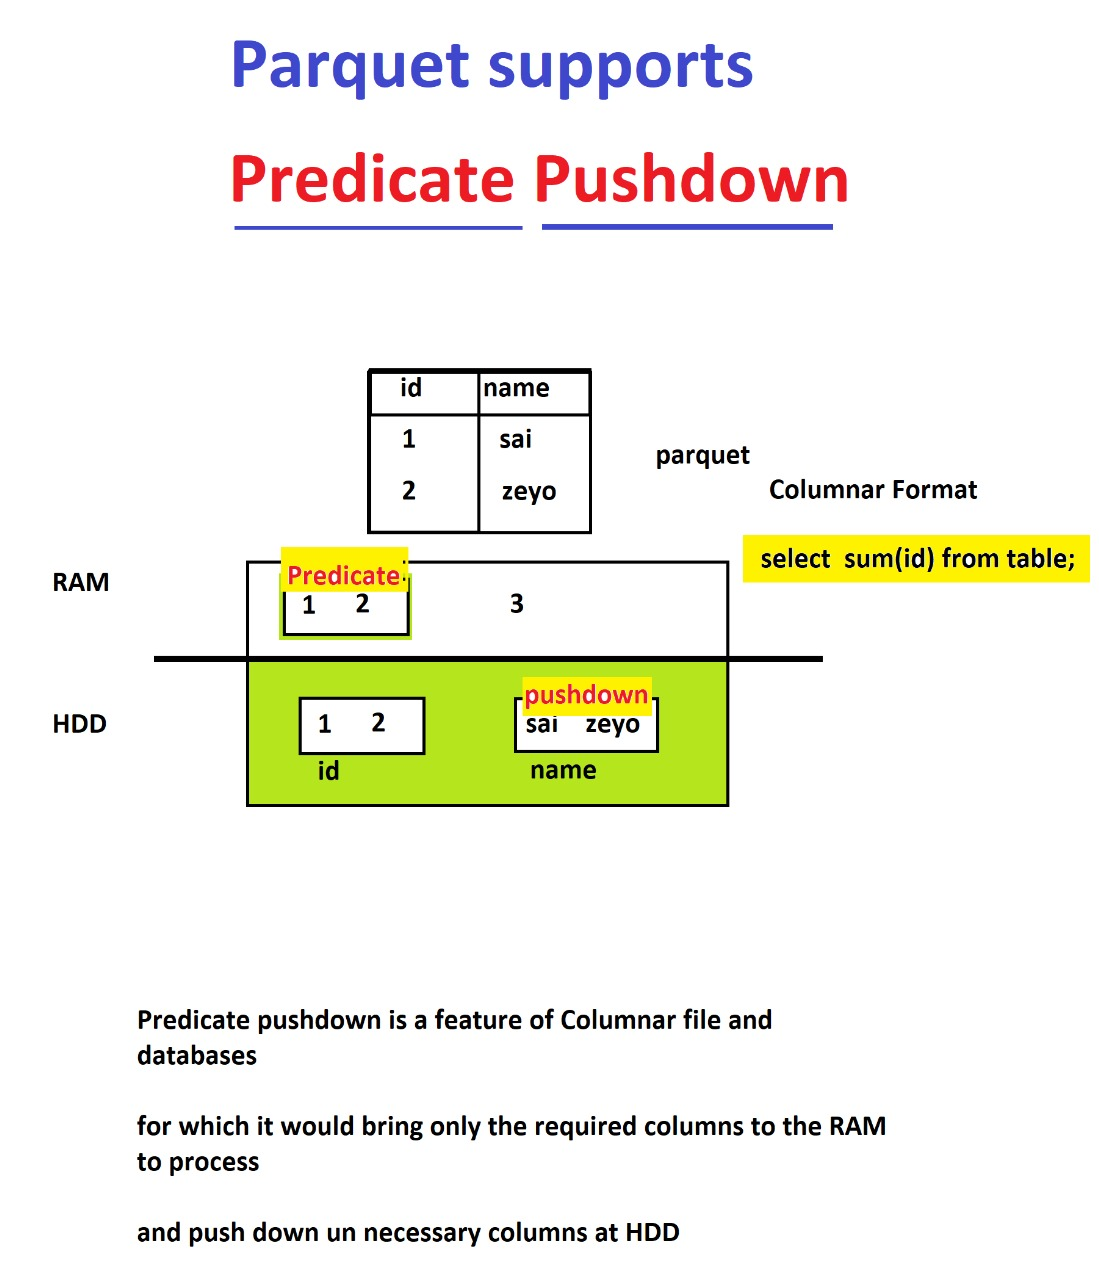 Parquet supports
Predicate Pushdown
id name
1 sai
2 zeyo
parquet
Columnar Format
select sum(id) from table;
RAM
Predicate
1 2 3
HDD
pushdown
1 2 sai zeyo
id name
Predicate pushdown is a feature of Columnar file and
databases
for which it would bring only the required columns to the RAM
to process
and push down un necessary columns at HDD